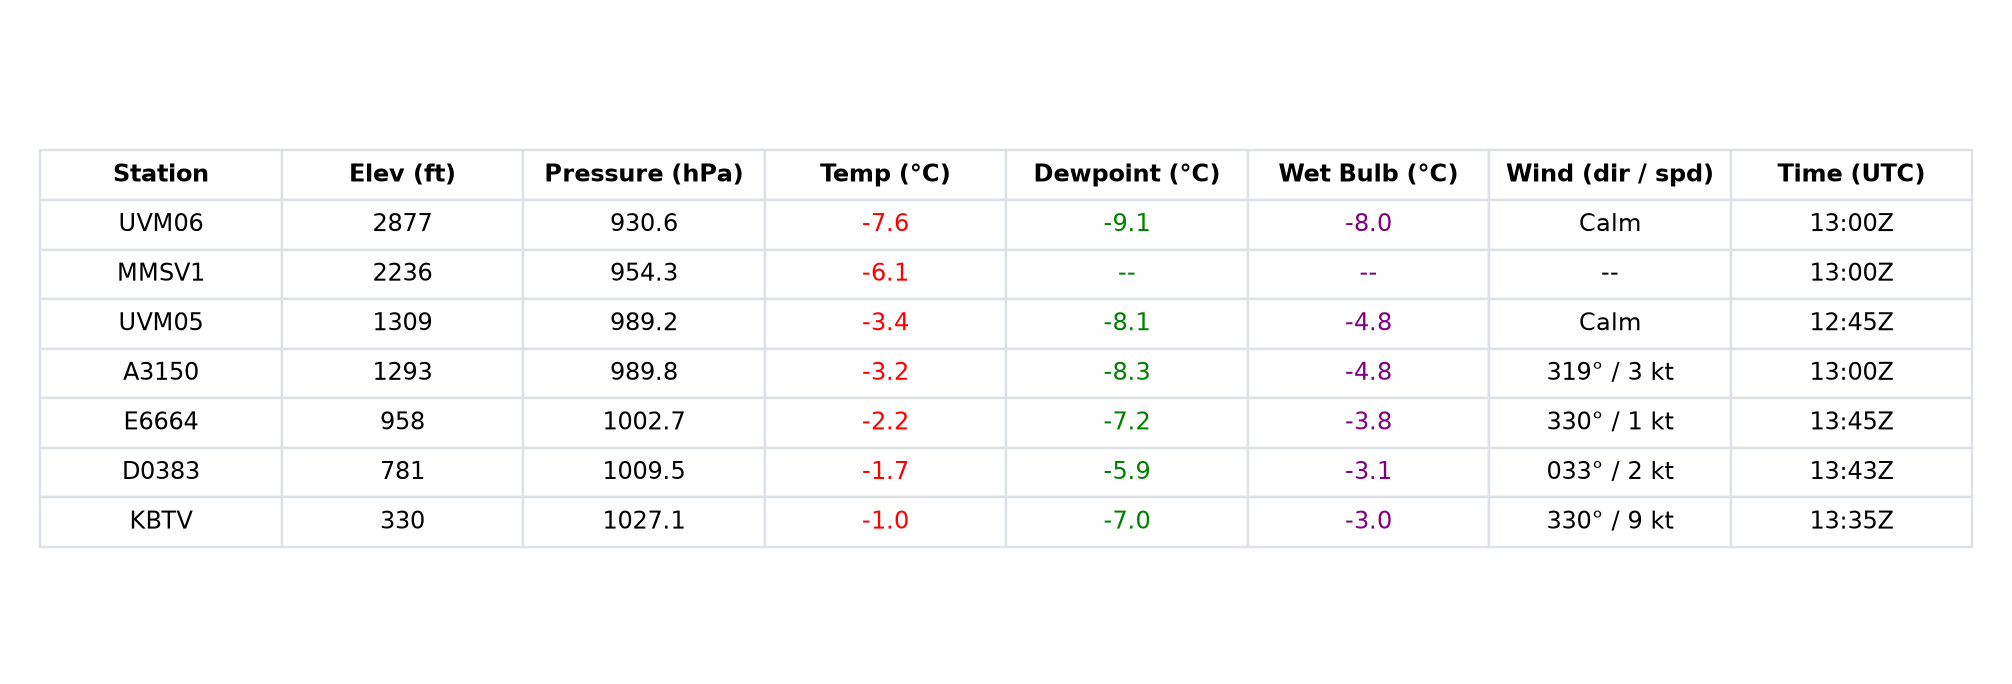 Station Elev (ft) Pressure (hPa) Temp (°C) Dewpoint (°C) Wet Bulb (°C) Wind (dir / spd) Time (UTC)
UVM06 2877 930.6 -7.6 -9.1 -8.0 Calm 13:00Z
MMSV1 2236 954.3 -6.1 -- -- -- 13:00Z
UVM05 1309 989.2 -3.4 -8.1 -4.8 Calm 12:45Z
A3150 1293 989.8 -3.2 -8.3 -4.8 319° / 3 kt 13:00Z
E6664 958 1002.7 -2.2 -7.2 -3.8 330° / 1 kt 13:45Z
D0383 781 1009.5 -1.7 -5.9 -3.1 033° / 2 kt 13:43Z
KBTV 330 1027.1 -1.0 -7.0 -3.0 330° / 9 kt 13:35Z